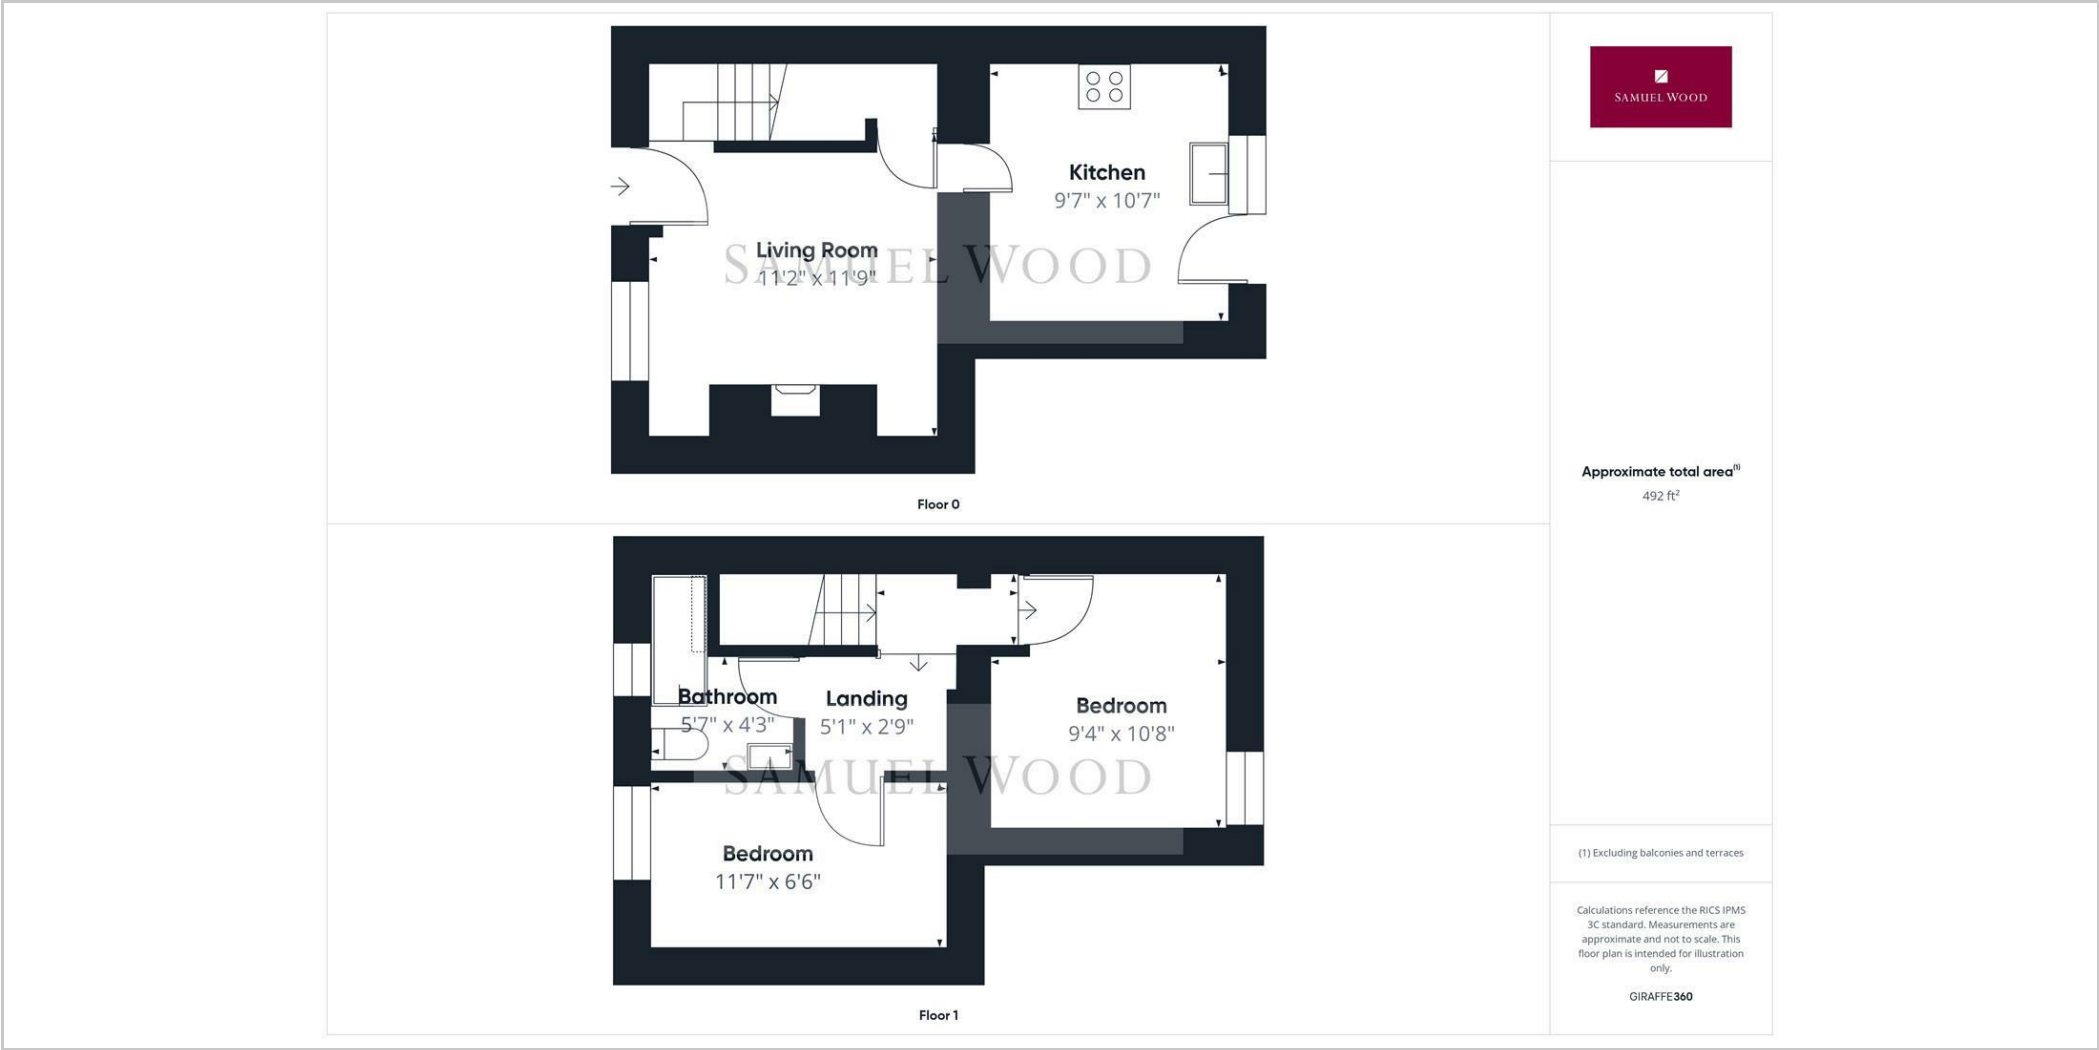 Kitchen
9'7" x 10'7"
Living Room
11'2" x 11'9"
SAMUEL WOOD
Floor 0
Bathroom
5'7" x 4'3"
Landing
5'1" x 2'9"
Bedroom
9'4" x 10'8"
SAMUEL WOOD
Bedroom
11'7" x 6'6"
Floor 1
SAMUEL WOOD
Approximate total area(1)
492 ft²
(1) Excluding balconies and terraces
Calculations reference the RICS IPMS
3C standard. Measurements are
approximate and not to scale. This
floor plan is intended for illustration
only.
GIRAFFE360